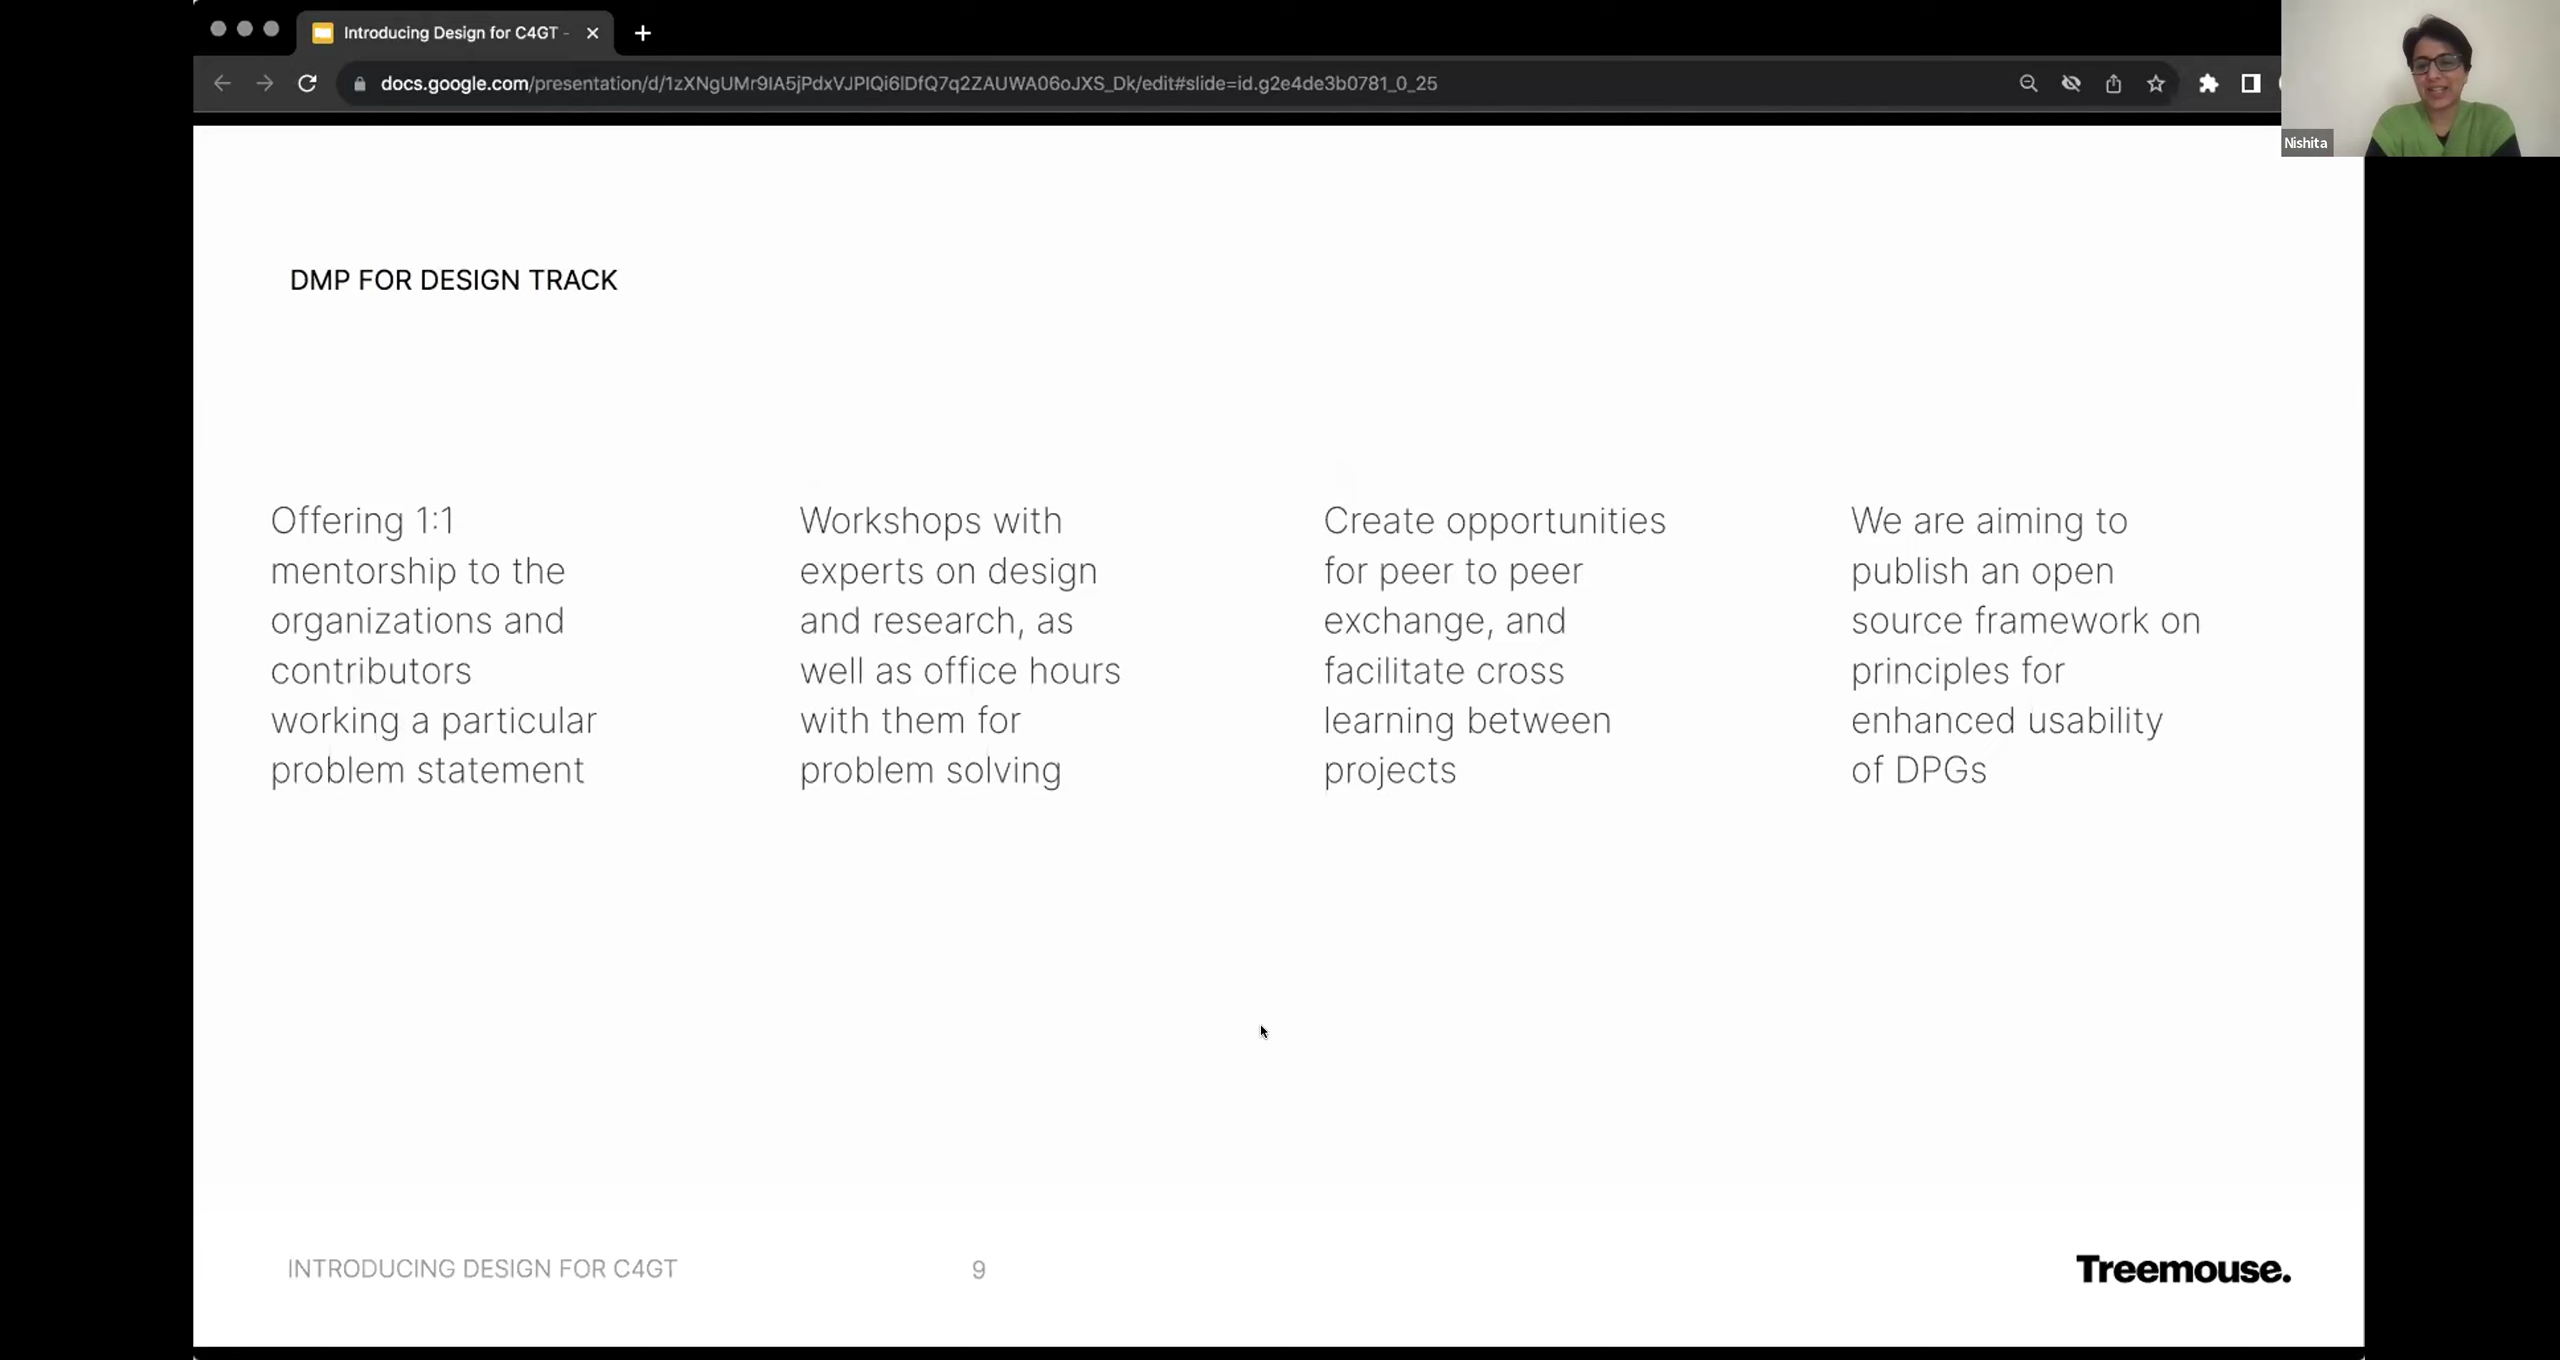 Introducing Design for C4GT -
docs.google.com/presentation/d/1zXNgUMr9IA5jPdxVJPIQi6lDfQ7q2ZAUWA06oJXS_Dk/edit#slide=id.g2e4de3b0781_0_25
Nishita
DMP FOR DESIGN TRACK
Offering 1:1
mentorship to the
organizations and
contributors
working a particular
problem statement
Workshops with
experts on design
and research, as
well as office hours
with them for
problem solving
Create opportunities
for peer to peer
exchange, and
facilitate cross
learning between
projects
We are aiming to
publish an open
source framework on
principles for
enhanced usability
of DPGs
INTRODUCING DESIGN FOR C4GT
9
Treemouse.